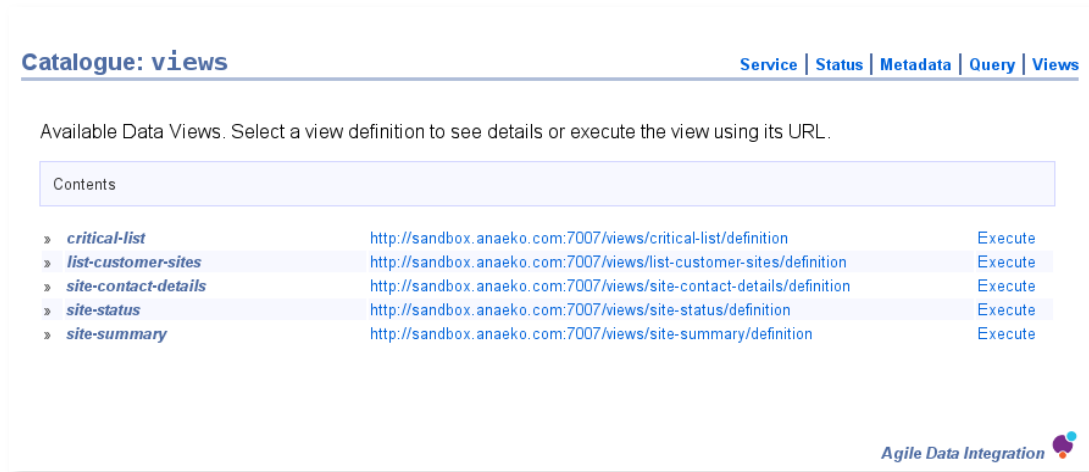 Catalogue: views
Service | Status | Metadata | Query | Views
Available Data Views. Select a view definition to see details or execute the view using its URL.
Contents
» critical-list http://sandbox.anaeko.com:7007/views/critical-list/definition Execute
» list-customer-sites http://sandbox.anaeko.com:7007/views/list-customer-sites/definition Execute
» site-contact-details http://sandbox.anaeko.com:7007/views/site-contact-details/definition Execute
» site-status http://sandbox.anaeko.com:7007/views/site-status/definition Execute
» site-summary http://sandbox.anaeko.com:7007/views/site-summary/definition Execute
Agile Data Integration